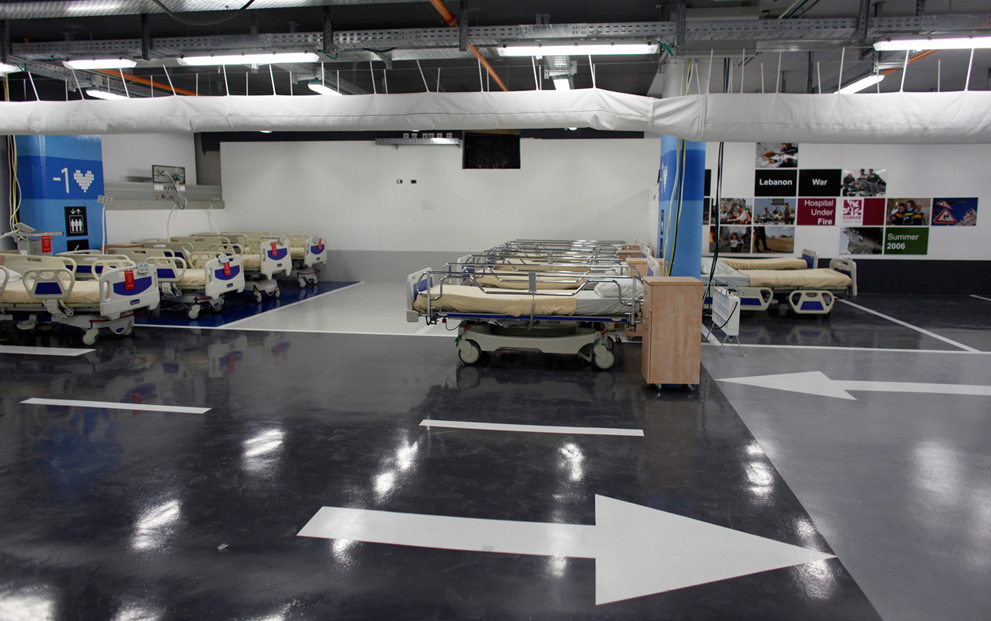 -1
Lebanon
War
Hospital
Under
Fire
Summer
2006